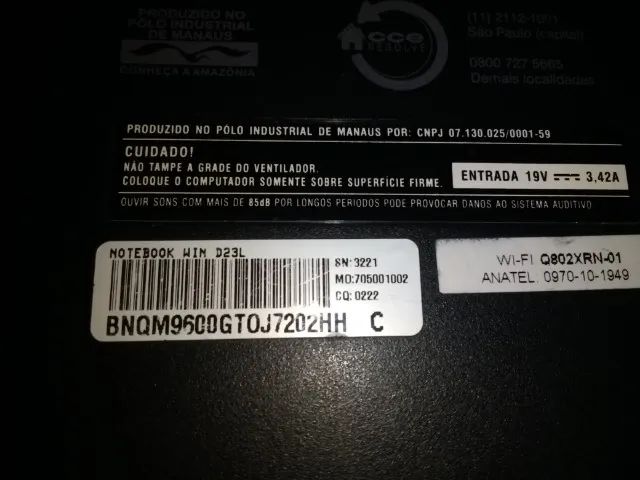 PRODUZIDO NO
PÓLO INDUSTRIAL
DE MANAUS
CONHEÇA A AMAZÔNIA
cce
RESOLVE
(11) 2112-1001
São Paulo (capital)
0800 727 5665
Demais localidades
PRODUZIDO NO PÓLO INDUSTRIAL DE MANAUS POR: CNPJ 07.130.025/0001-59
CUIDADO!
NÃO TAMPE A GRADE DO VENTILADOR.
COLOQUE O COMPUTADOR SOMENTE SOBRE SUPERFÍCIE FIRME.
ENTRADA 19V 3,42A
OUVIR SONS COM MAIS DE 85dB POR LONGOS PERIODOS PODE PROVOCAR DANOS AO SISTEMA AUDITIVO
NOTEBOOK WIN D23L
SN:3221
MO:705001002
CQ:0222
BNQM9600GTOJ7202HH C
WI-FI Q802XRN-01
ANATEL: 0970-10-1949